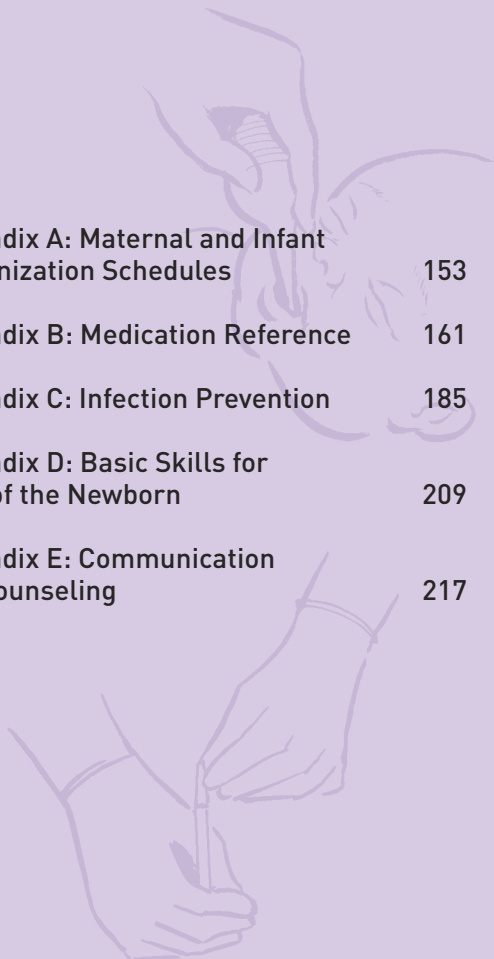 ndix A: Maternal and Infant
nization Schedules 153
ndix B: Medication Reference 161
ndix C: Infection Prevention 185
ndix D: Basic Skills for
of the Newborn 209
ndix E: Communication
ounseling 217